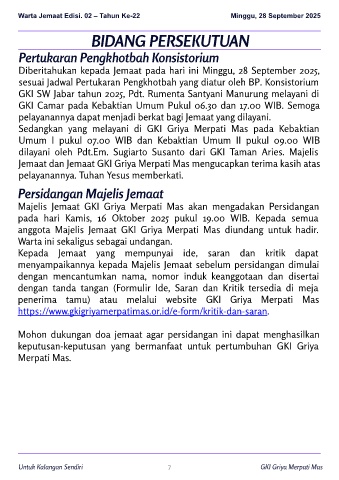 Warta Jemaat Edisi. 02 – Tahun Ke-22 Minggu, 28 September 2025
BIDANG PERSEKUTUAN
Pertukaran Pengkhotbah Konsistorium
Diberitahukan kepada Jemaat pada hari ini Minggu, 28 September 2025,
sesuai Jadwal Pertukaran Pengkhotbah yang diatur oleh BP. Konsistorium
GKI SW Jabar tahun 2025, Pdt. Rumenta Santyani Manurung melayani di
GKI Camar pada Kebaktian Umum Pukul 06.30 dan 17.00 WIB. Semoga
pelayanannya dapat menjadi berkat bagi Jemaat yang dilayani.
Sedangkan yang melayani di GKI Griya Merpati Mas pada Kebaktian
Umum I pukul 07.00 WIB dan Kebaktian Umum II pukul 09.00 WIB
dilayani oleh Pdt.Em. Sugiarto Susanto dari GKI Taman Aries. Majelis
Jemaat dan Jemaat GKI Griya Merpati Mas mengucapkan terima kasih atas
pelayanannya. Tuhan Yesus memberkati.
Persidangan Majelis Jemaat
Majelis Jemaat GKI Griya Merpati Mas akan mengadakan Persidangan
pada hari Kamis, 16 Oktober 2025 pukul 19.00 WIB. Kepada semua
anggota Majelis Jemaat GKI Griya Merpati Mas diundang untuk hadir.
Warta ini sekaligus sebagai undangan.
Kepada Jemaat yang mempunyai ide, saran dan kritik dapat
menyampaikannya kepada Majelis Jemaat sebelum persidangan dimulai
dengan mencantumkan nama, nomor induk keanggotaan dan disertai
dengan tanda tangan (Formulir Ide, Saran dan Kritik tersedia di meja
penerima tamu) atau melalui website GKI Griya Merpati Mas
https://www.gkigriyamerpatimas.or.id/e-form/kritik-dan-saran.
Mohon dukungan doa jemaat agar persidangan ini dapat menghasilkan
keputusan-keputusan yang bermanfaat untuk pertumbuhan GKI Griya
Merpati Mas.
Untuk Kalangan Sendiri 7 GKI Griya Merpati Mas